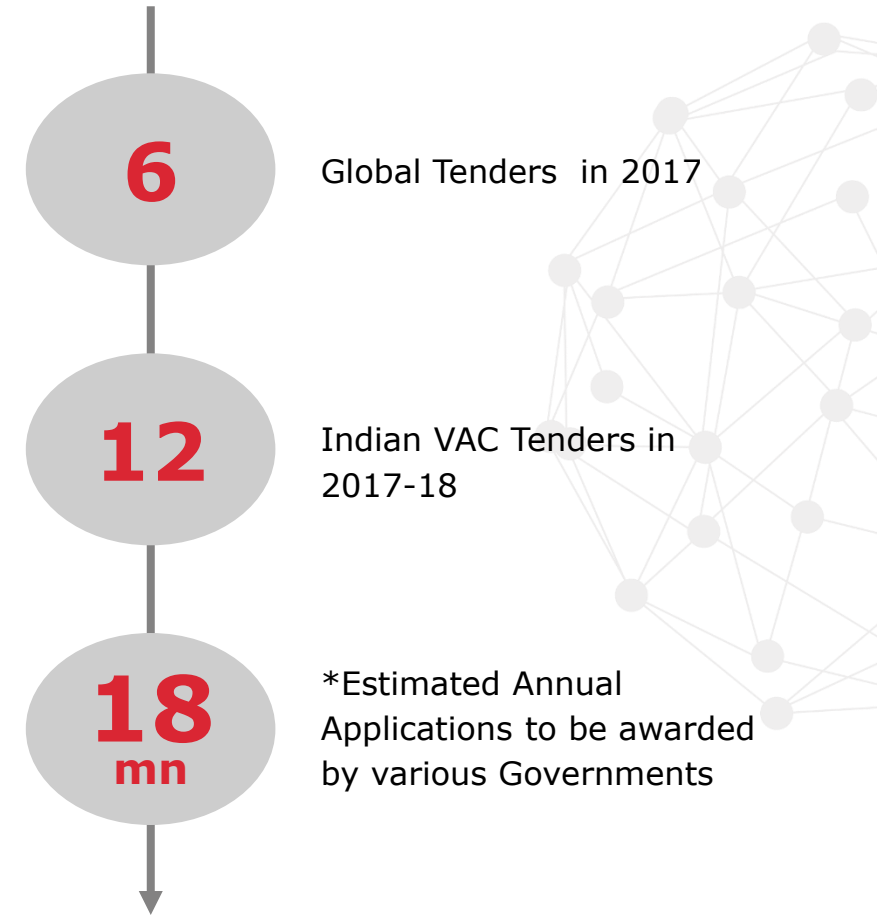 6
Global Tenders  in 2017
12
Indian VAC Tenders in
2017-18
18
mn
*Estimated Annual
Applications to be awarded
by various Governments